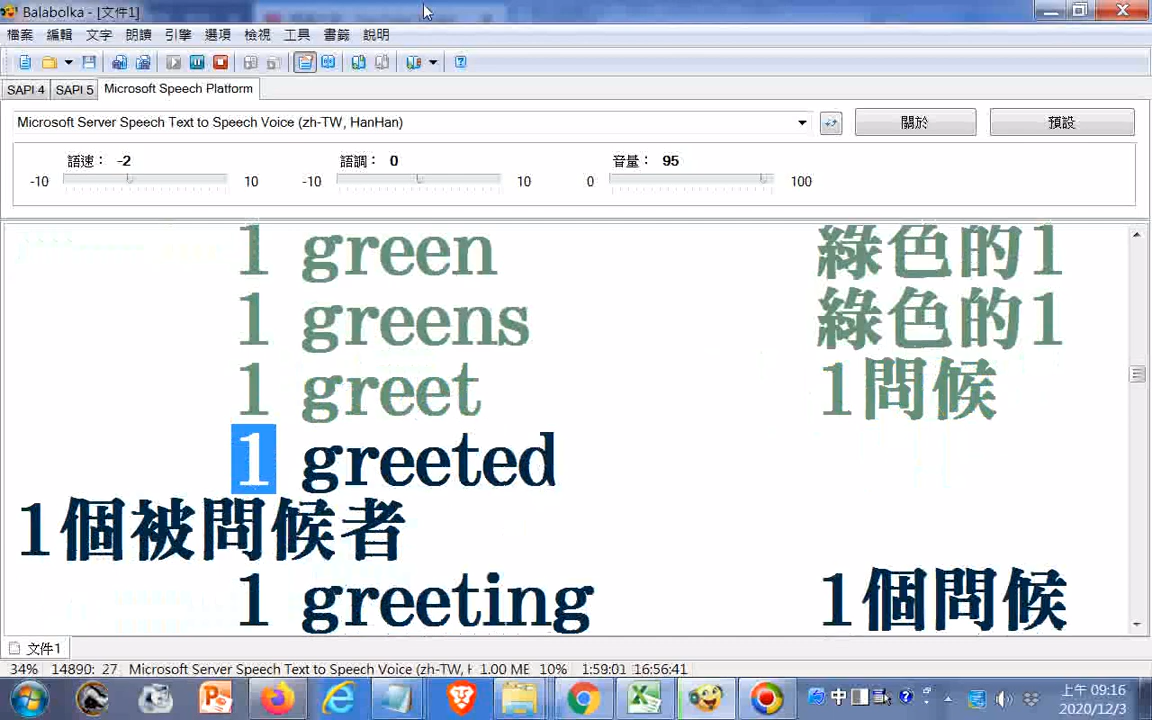 Balabolka - [文件1]
檔案 編輯 文字 朗讀 引擎 選項 檢視 工具 書籤 說明
SAPI 4 SAPI 5 Microsoft Speech Platform
Microsoft Server Speech Text to Speech Voice (zh-TW, HanHan) 關於 預設
語速： -2 語調： 0 音量： 95
-10 10 -10 10 0 100
1 green 綠色的1
1 greens 綠色的1
1 greet 1問候
1 greeted
1個被問候者
1 greeting 1個問候
文件1
34% 14890: 27 Microsoft Server Speech Text to Speech Voice (zh-TW, H 1.00 ME 10% 1:59:01 16:56:41
中 上午 09:16
2020/12/3